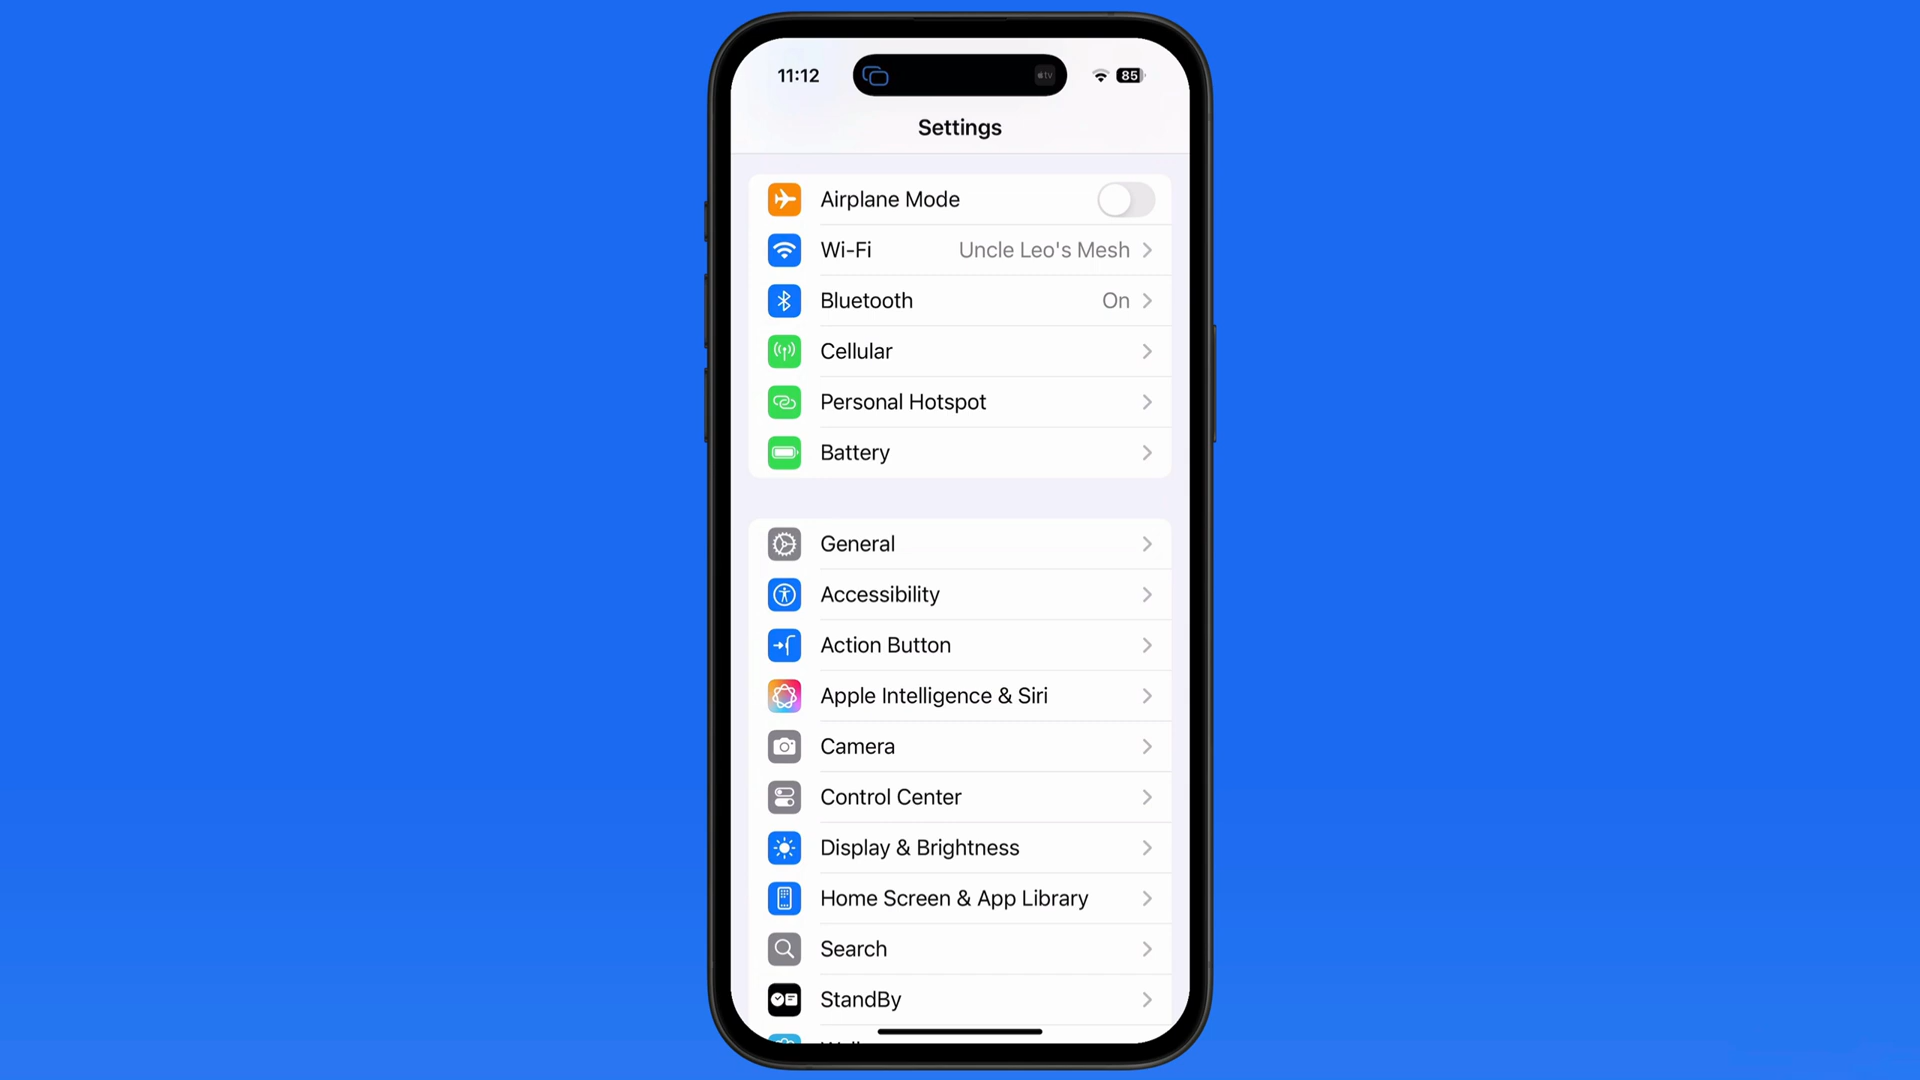 11:12
tv
85
Settings
Airplane Mode
Wi-Fi Uncle Leo's Mesh
Bluetooth On
Cellular
Personal Hotspot
Battery
General
Accessibility
Action Button
Apple Intelligence & Siri
Camera
Control Center
Display & Brightness
Home Screen & App Library
Search
StandBy